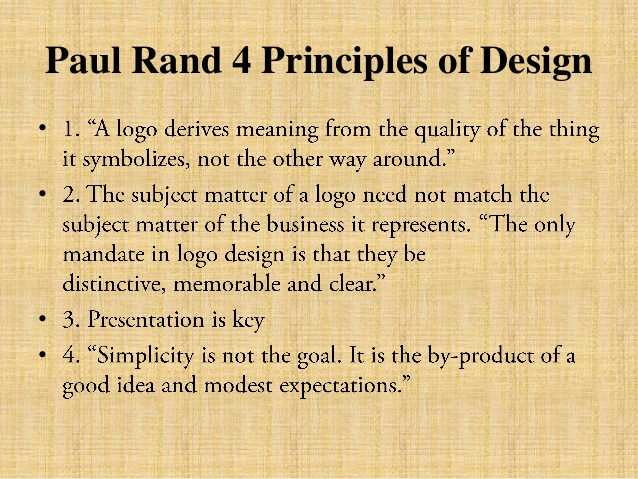 Paul Rand 4 Principles of Design
• 1. “A logo derives meaning from the quality of the thing
it symbolizes, not the other way around.”
• 2. The subject matter of a logo need not match the
subject matter of the business it represents. “The only
mandate in logo design is that they be
distinctive, memorable and clear.”
• 3. Presentation is key
• 4. “Simplicity is not the goal. It is the by-product of a
good idea and modest expectations.”